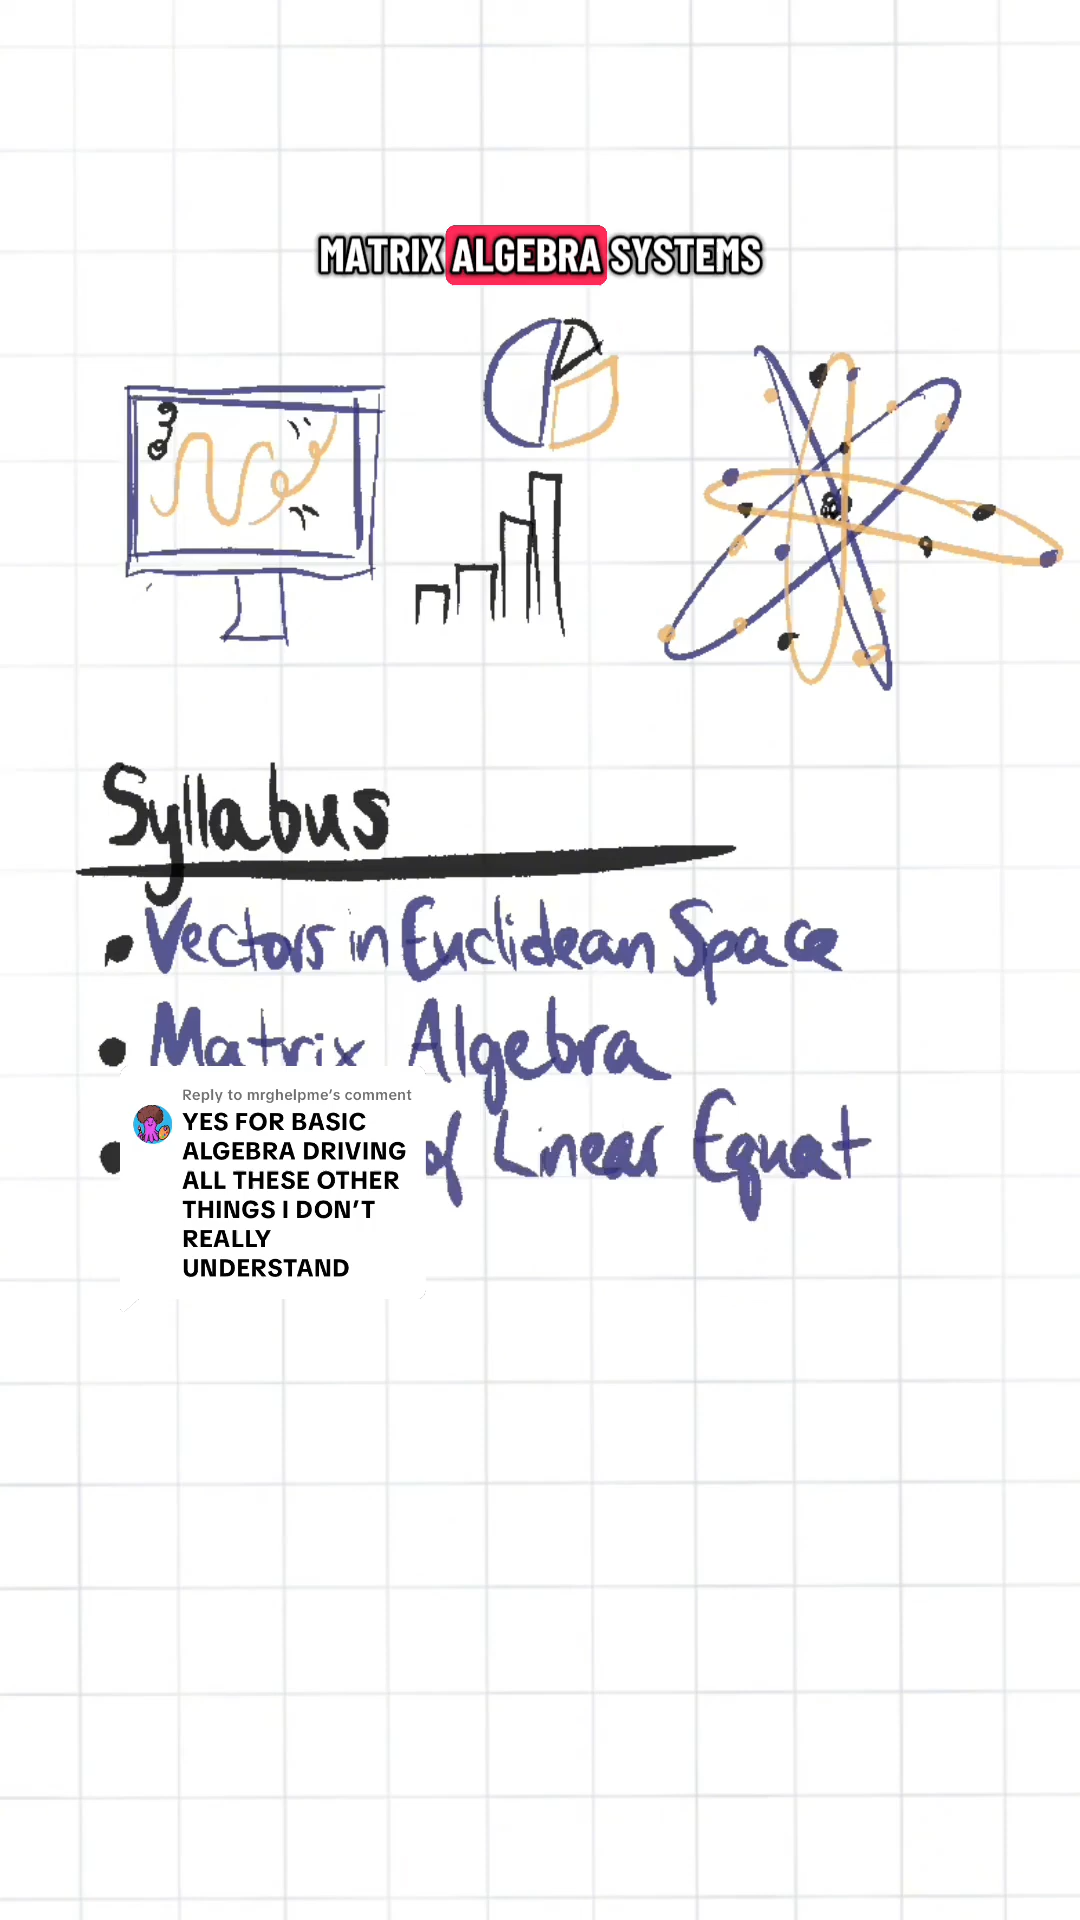 MATRIX ALGEBRA SYSTEMS
Syllabus
• Vectors in Euclidean Space
• Matrix Algebra
• of Linear Equat
Reply to mrghelpme's comment
YES FOR BASIC
ALGEBRA DRIVING
ALL THESE OTHER
THINGS I DON'T
REALLY
UNDERSTAND